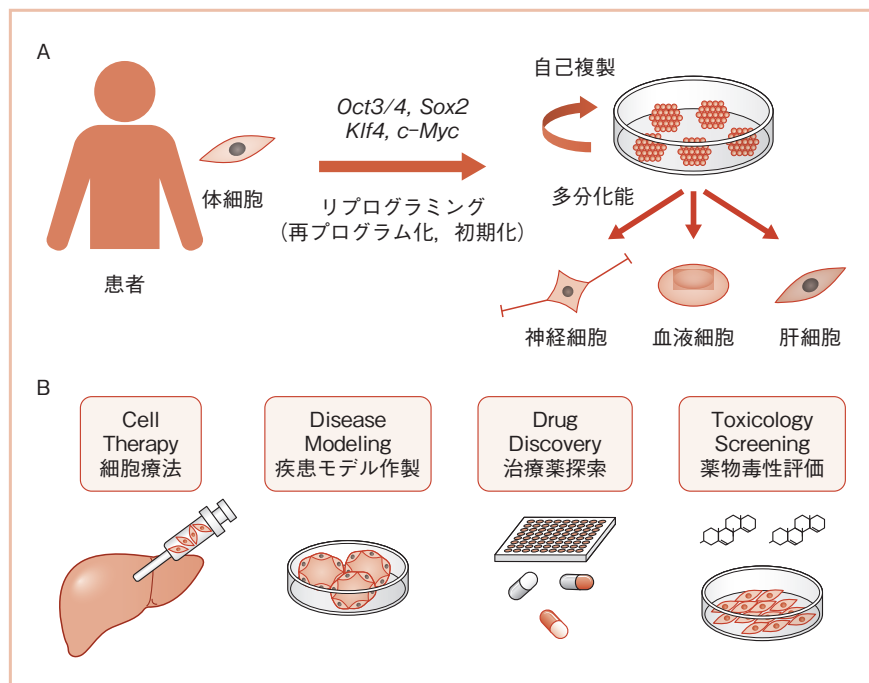 A
患者
体細胞
Oct3/4, Sox2
Klf4, c-Myc
リプログラミング
（再プログラム化，初期化）
自己複製
多分化能
神経細胞
血液細胞
肝細胞
B
Cell
Therapy
細胞療法
Disease
Modeling
疾患モデル作製
Drug
Discovery
治療薬探索
Toxicology
Screening
薬物毒性評価